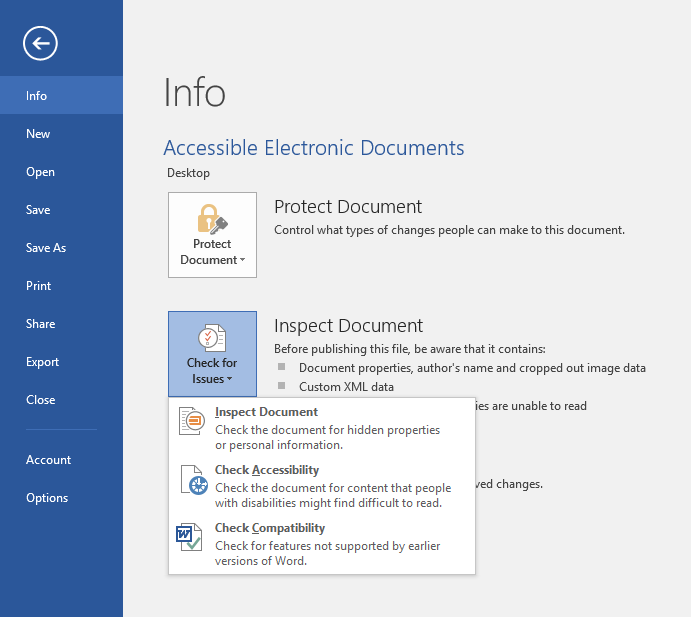 Info
New
Open
Save
Save As
Print
Share
Export
Close
Account
Options
Info
Accessible Electronic Documents
Desktop
Protect
Document
Protect Document
Control what types of changes people can make to this document.
Check for
Issues
Inspect Document
Before publishing this file, be aware that it contains:
Document properties, author's name and cropped out image data
Custom XML data
ies are unable to read
ved changes.
Inspect Document
Check the document for hidden properties
or personal information.
Check Accessibility
Check the document for content that people
with disabilities might find difficult to read.
Check Compatibility
Check for features not supported by earlier
versions of Word.